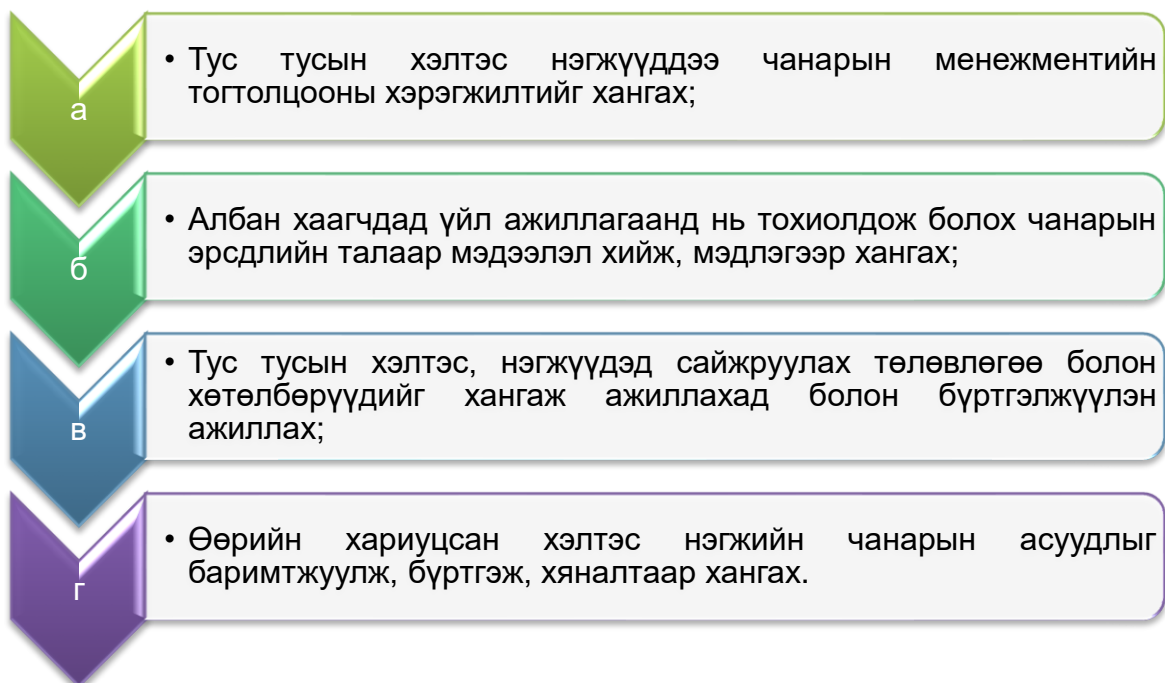 а
• Тус тусын хэлтэс нэгжүүддээ чанарын менежментийн
тогтолцооны хэрэгжилтийг хангах;
б
• Албан хаагчдад үйл ажиллагаанд нь тохиолдож болох чанарын
эрсдлийн талаар мэдээлэл хийж, мэдлэгээр хангах;
в
• Тус тусын хэлтэс, нэгжүүдэд сайжруулах төлөвлөгөө болон
хөтөлбөрүүдийг хангаж ажиллахад болон бүртгэлжүүлэн
ажиллах;
г
• Өөрийн хариуцсан хэлтэс нэгжийн чанарын асуудлыг
баримтжуулж, бүртгэж, хяналтаар хангах.